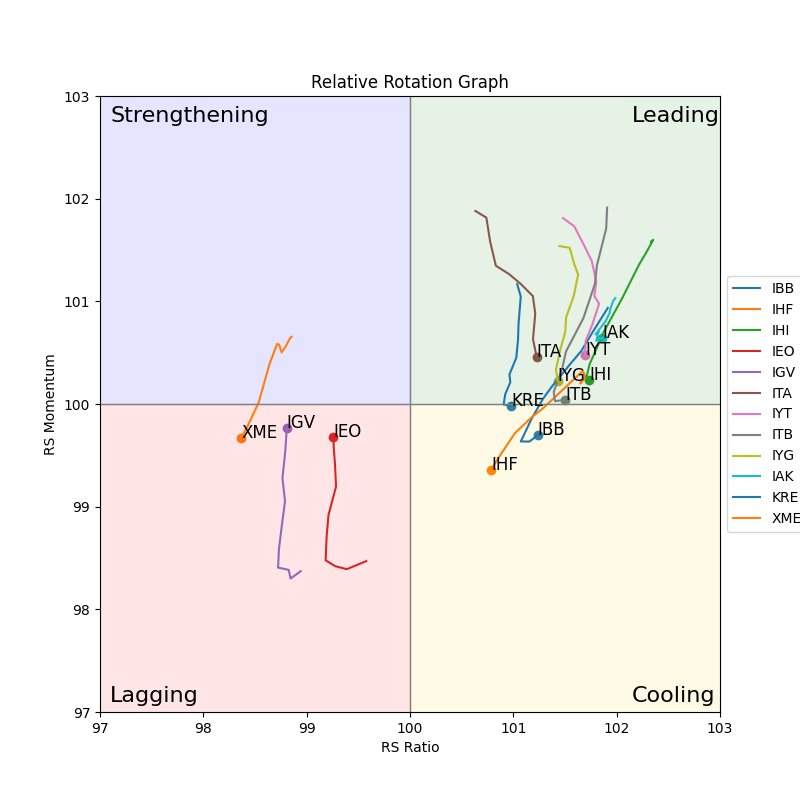 Relative Rotation Graph
103
102
101
100
99
98
97
RS Momentum
Strengthening
Leading
Lagging
Cooling
IAK
IYT
ITA
IYG
IHI
ITB
KRE
IBB
IHF
XME
IGV
IEO
97
98
99
100
101
102
103
RS Ratio
IBB
IHF
IHI
IEO
IGV
ITA
IYT
ITB
IYG
IAK
KRE
XME